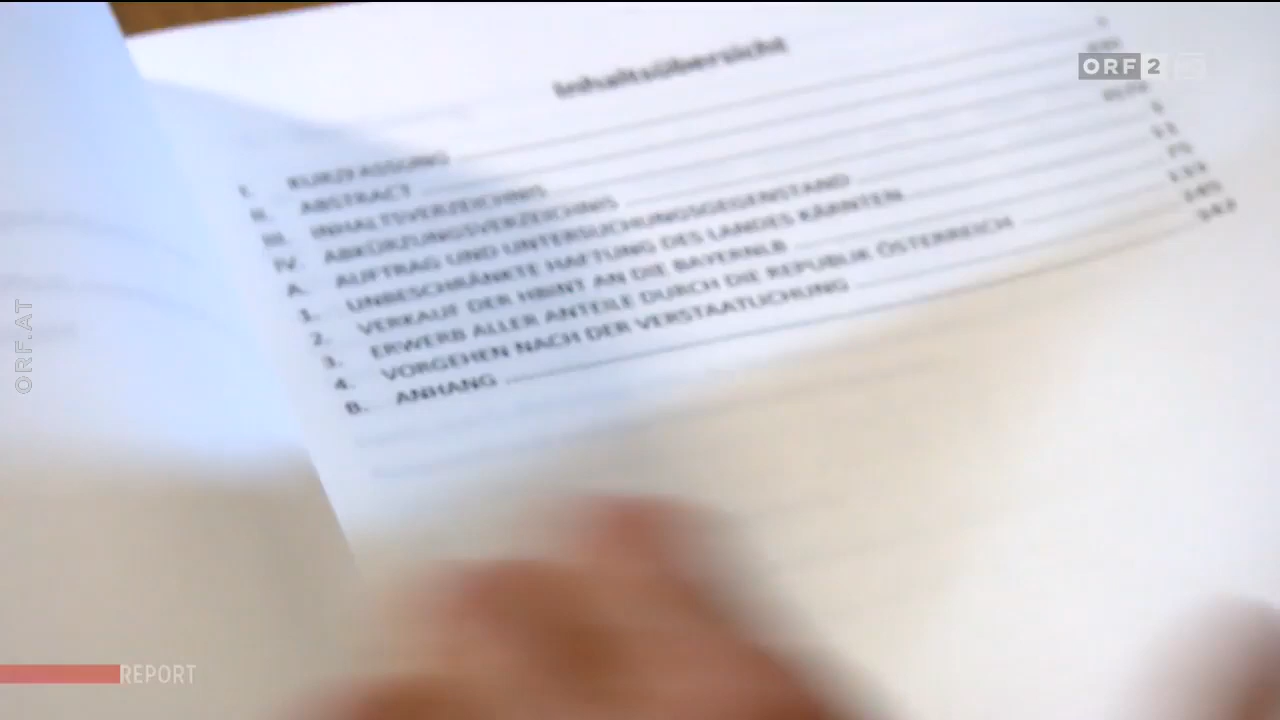 ORF 2
Inhaltsübersicht
I. KURZFASSUNG
II. ABSTRACT
III. INHALTSVERZEICHNIS
IV. ABKÜRZUNGSVERZEICHNIS
A. AUFTRAG UND UNTERSUCHUNGSGEGENSTAND
1. UNBESCHRÄNKTE HAFTUNG DES LANDES KÄRNTEN
2. VERKAUF DER HBINT AN DIE BAYERNLB
3. ERWERB ALLER ANTEILE DURCH DIE REPUBLIK ÖSTERREICH
4. VORGEHEN NACH DER VERSTAATLICHUNG
B. ANHANG
ORF.AT
REPORT